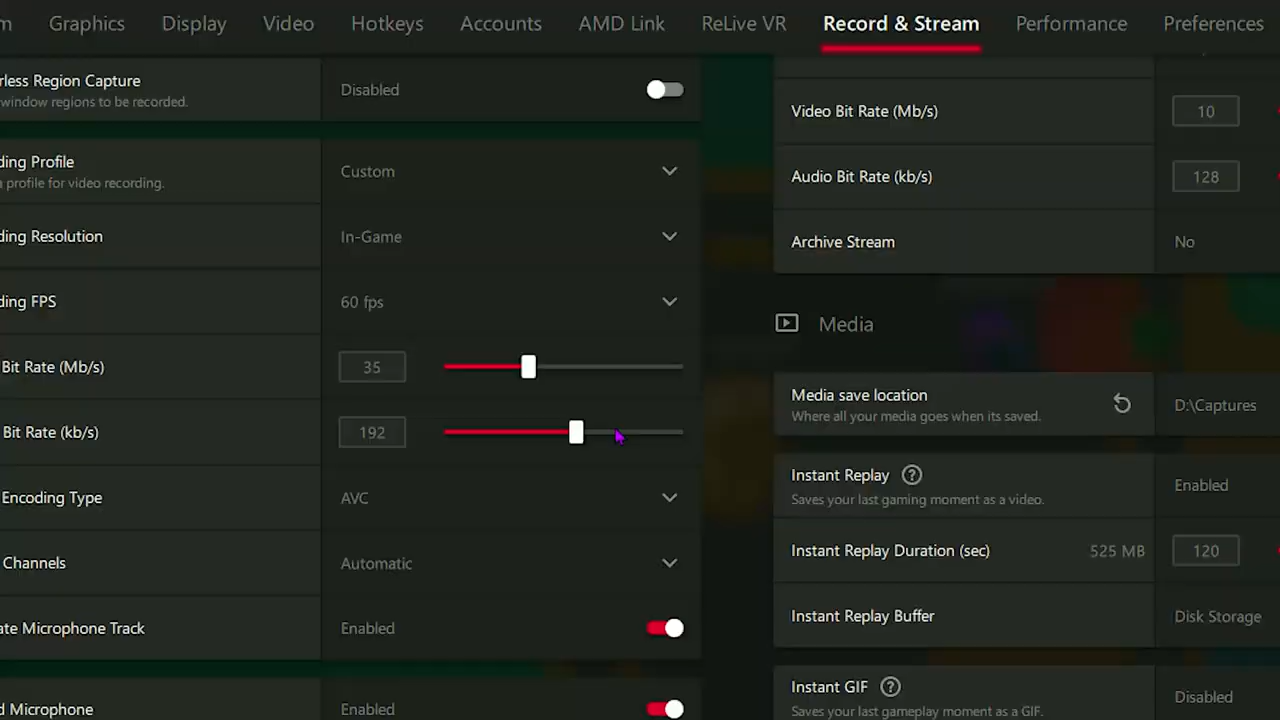 m Graphics Display Video Hotkeys Accounts AMD Link ReLive VR Record & Stream Performance Preferences
rless Region Capture Disabled
window regions to be recorded.
ding Profile Custom
a profile for video recording.
ding Resolution In-Game
ding FPS 60 fps
Bit Rate (Mb/s) 35
Bit Rate (kb/s) 192
Encoding Type AVC
Channels Automatic
ate Microphone Track Enabled
d Microphone Enabled
Video Bit Rate (Mb/s) 10
Audio Bit Rate (kb/s) 128
Archive Stream No
Media
Media save location D:\Captures
Where all your media goes when its saved.
Instant Replay ? Enabled
Saves your last gaming moment as a video.
Instant Replay Duration (sec) 525 MB 120
Instant Replay Buffer Disk Storage
Instant GIF ? Disabled
Saves your last gameplay moment as a GIF.